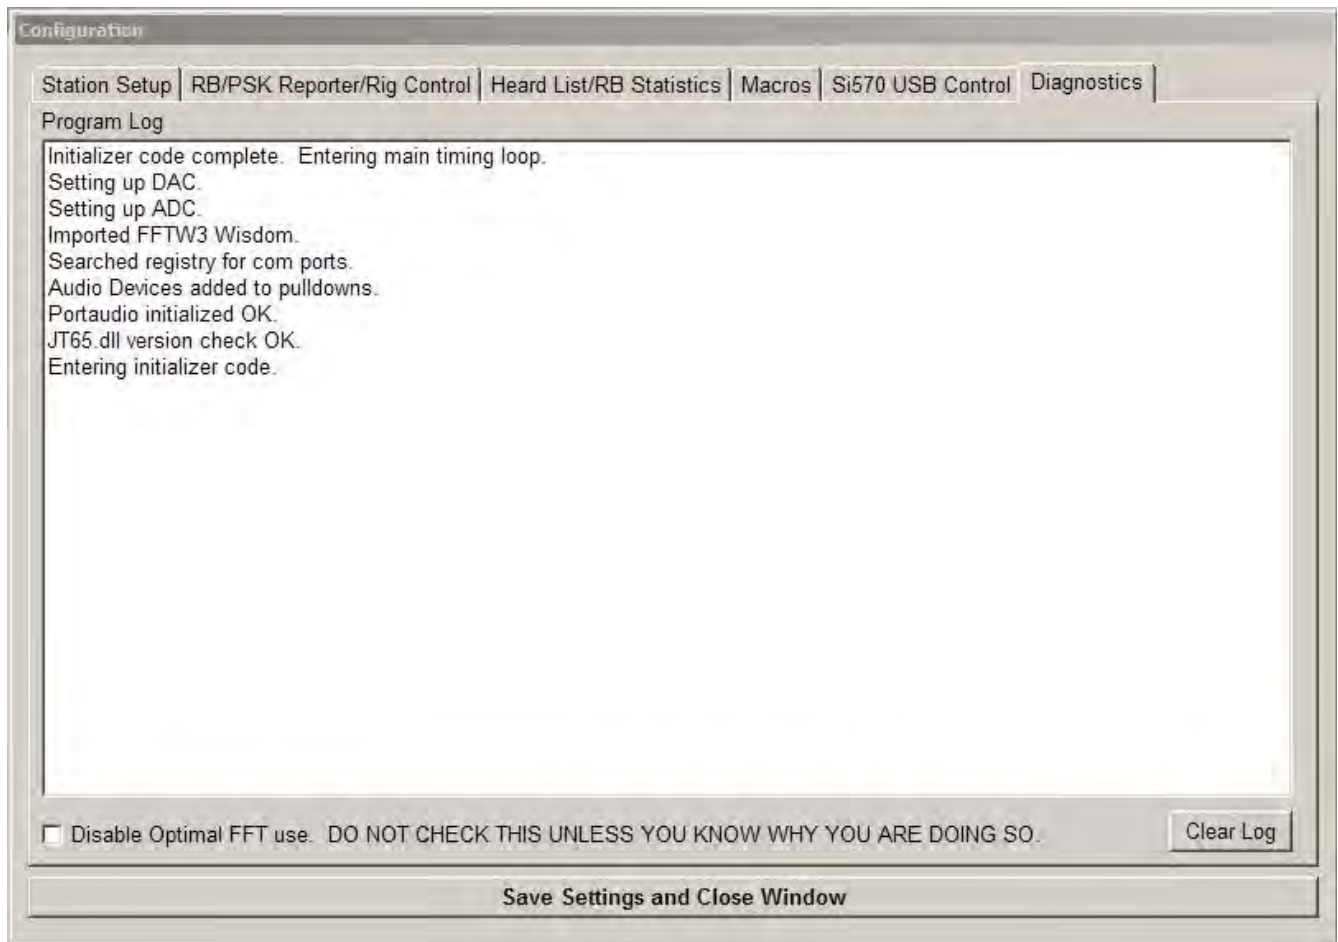 Configuration
Station Setup RB/PSK Reporter/Rig Control Heard List/RB Statistics Macros Si570 USB Control Diagnostics
Program Log
Initializer code complete.  Entering main timing loop.
Setting up DAC.
Setting up ADC.
Imported FFTW3 Wisdom.
Searched registry for com ports.
Audio Devices added to pulldowns.
Portaudio initialized OK.
JT65.dll version check OK.
Entering initializer code.
Disable Optimal FFT use.  DO NOT CHECK THIS UNLESS YOU KNOW WHY YOU ARE DOING SO. Clear Log
Save Settings and Close Window